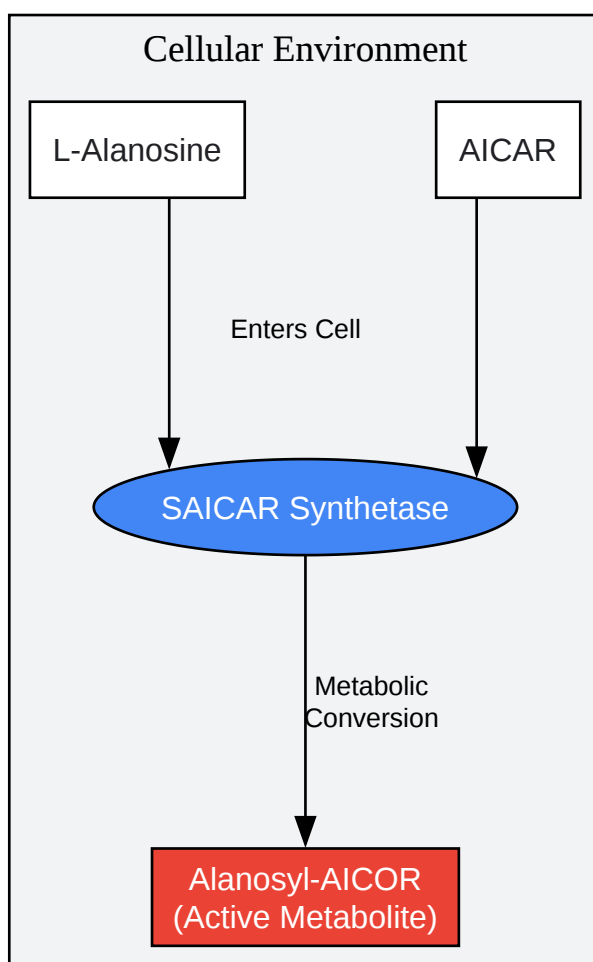 Cellular Environment
L-Alanosine
AICAR
Enters Cell
SAICAR Synthetase
Metabolic
Conversion
Alanosyl-AICOR
(Active Metabolite)